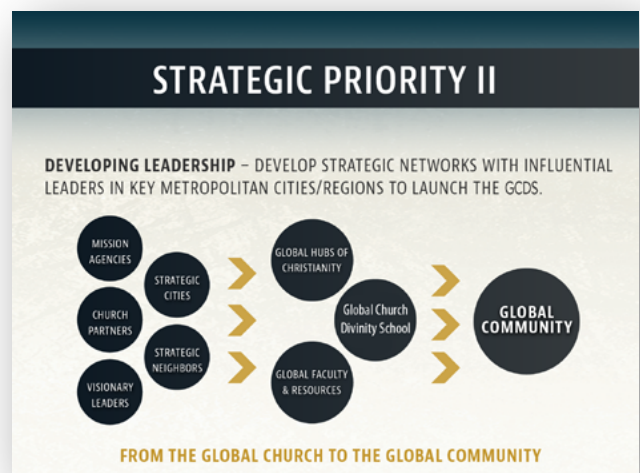 STRATEGIC PRIORITY II
DEVELOPING LEADERSHIP – DEVELOP STRATEGIC NETWORKS WITH INFLUENTIAL
LEADERS IN KEY METROPOLITAN CITIES/REGIONS TO LAUNCH THE GCDS.
MISSION
AGENCIES
CHURCH
PARTNERS
VISIONARY
LEADERS
STRATEGIC
CITIES
STRATEGIC
NEIGHBORS
GLOBAL HUBS OF
CHRISTIANITY
Global Church
Divinity School
GLOBAL FACULTY
& RESOURCES
GLOBAL
COMMUNITY
FROM THE GLOBAL CHURCH TO THE GLOBAL COMMUNITY